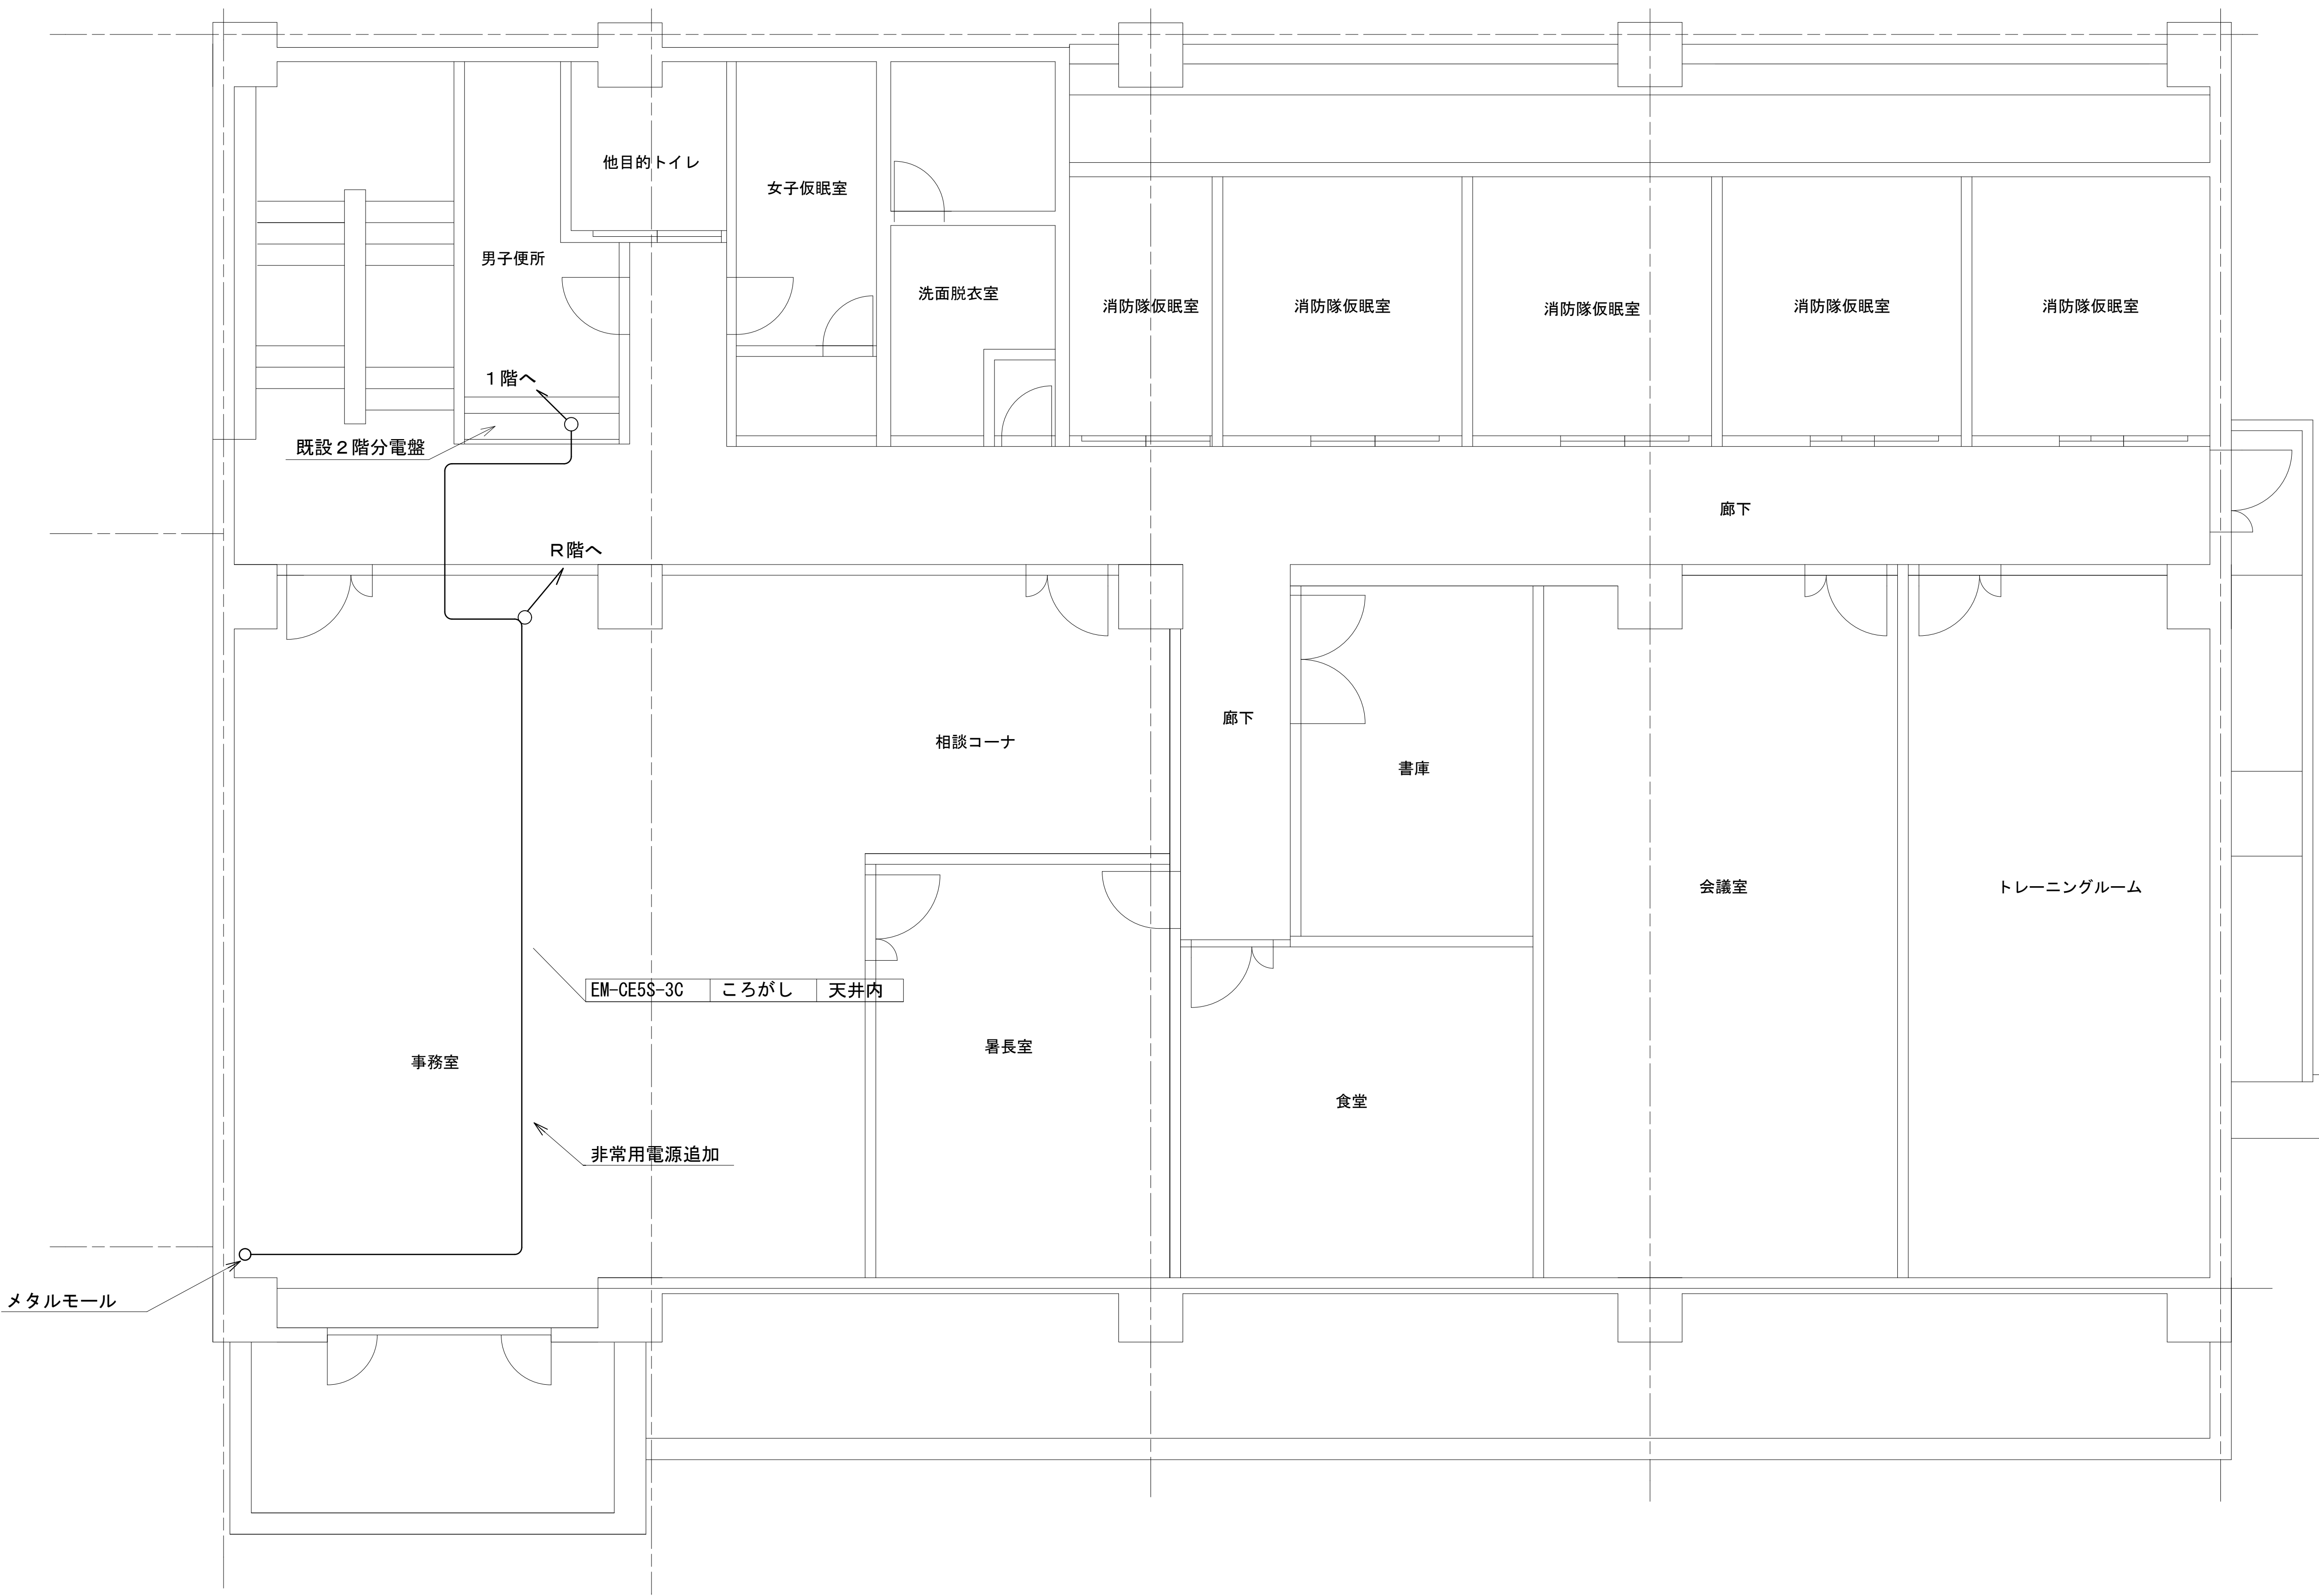 他目的トイレ
女子仮眠室
男子便所
洗面脱衣室
消防隊仮眠室
消防隊仮眠室
消防隊仮眠室
消防隊仮眠室
消防隊仮眠室
１階へ
既設２階分電盤
廊下
Ｒ階へ
廊下
相談コーナ
書庫
会議室
トレーニングルーム
EM-CE5S-3C ころがし 天井内
署長室
事務室
食堂
非常用電源追加
メタルモール